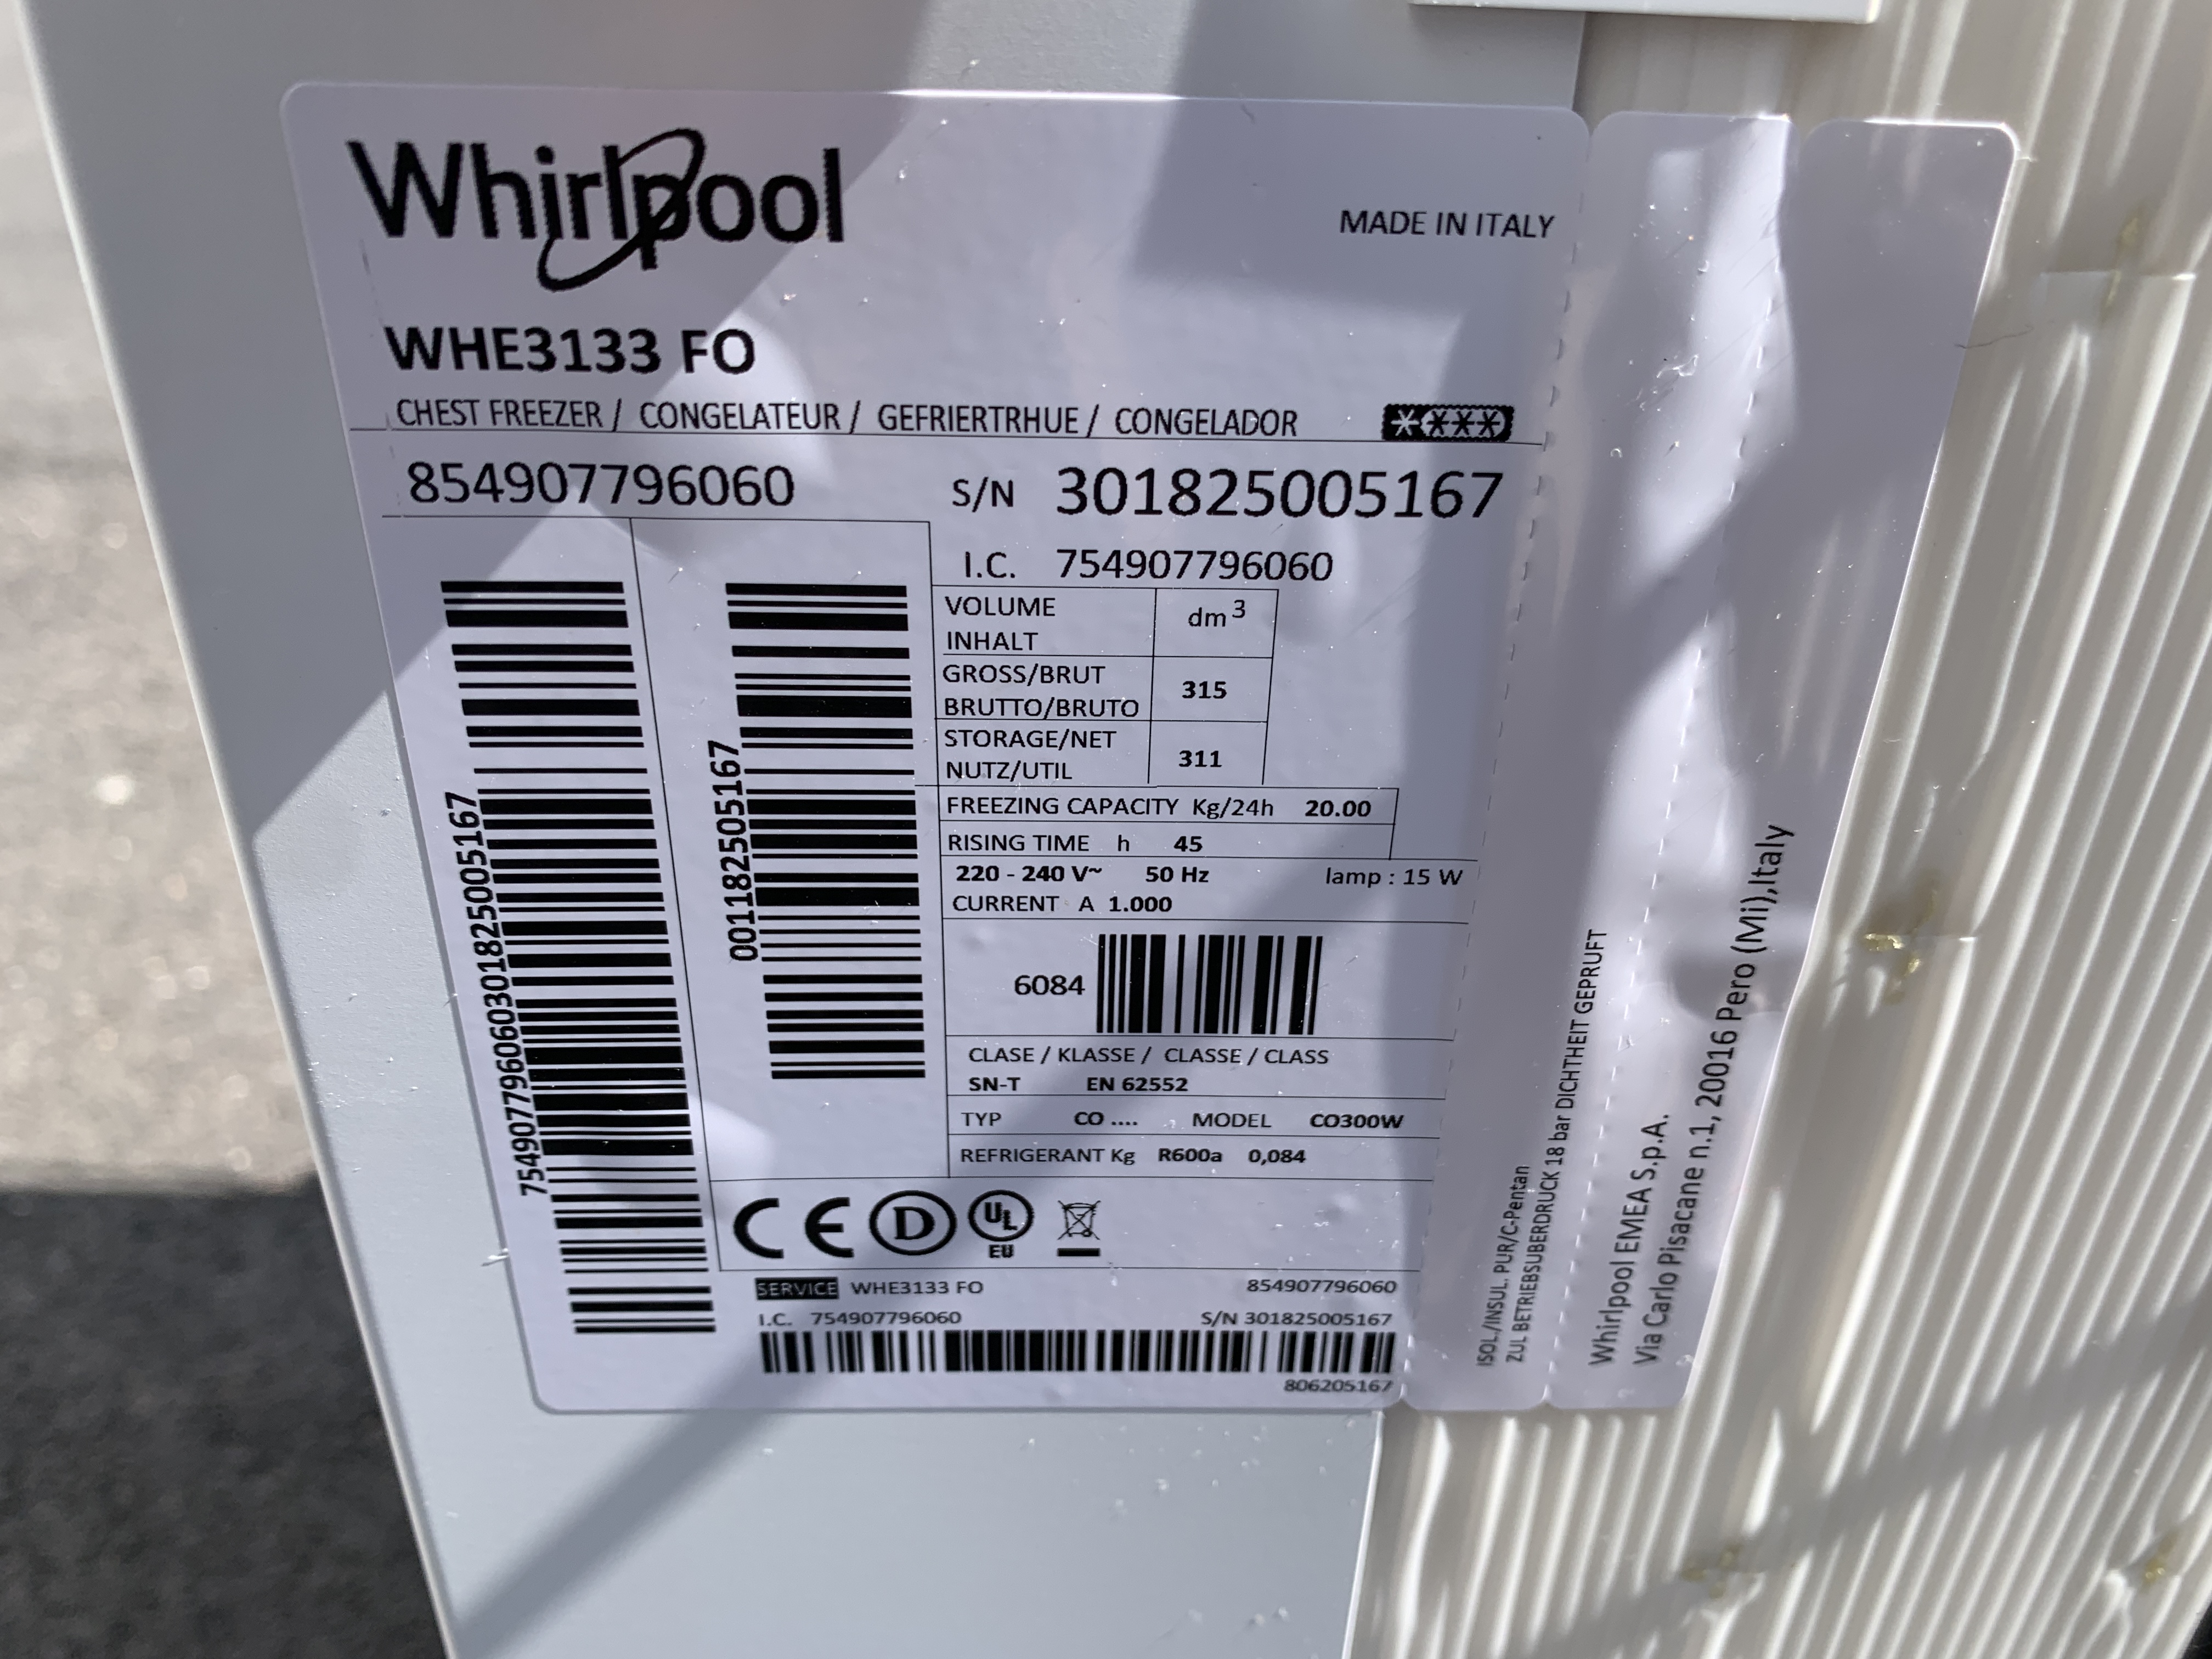 Whirlpool
MADE IN ITALY
WHE3133 FO
CHEST FREEZER / CONGELATEUR / GEFRIERTRHUE / CONGELADOR
854907796060 S/N 301825005167
I.C. 754907796060
VOLUME dm3
INHALT
GROSS/BRUT 315
BRUTTO/BRUTO
STORAGE/NET 311
NUTZ/UTIL
FREEZING CAPACITY Kg/24h 20.00
RISING TIME h 45
220 - 240 V~ 50 Hz lamp : 15 W
CURRENT A 1.000
6084
CLASE / KLASSE / CLASSE / CLASS
SN-T EN 62552
TYP CO .... MODEL CO300W
REFRIGERANT Kg R600a 0,084
754907796060301825005167
001182505167
CE D UL
EU
SERVICE WHE3133 FO 854907796060
I.C. 754907796060 S/N 301825005167
806205167
ISOL./INSUL. PUR/C-Pentan
ZUL BETRIEBSUBERDRUCK 18 bar DICHTHEIT GEPRUFT
Whirlpool EMEA S.p.A.
Via Carlo Pisacane n.1, 20016 Pero (Mi),Italy